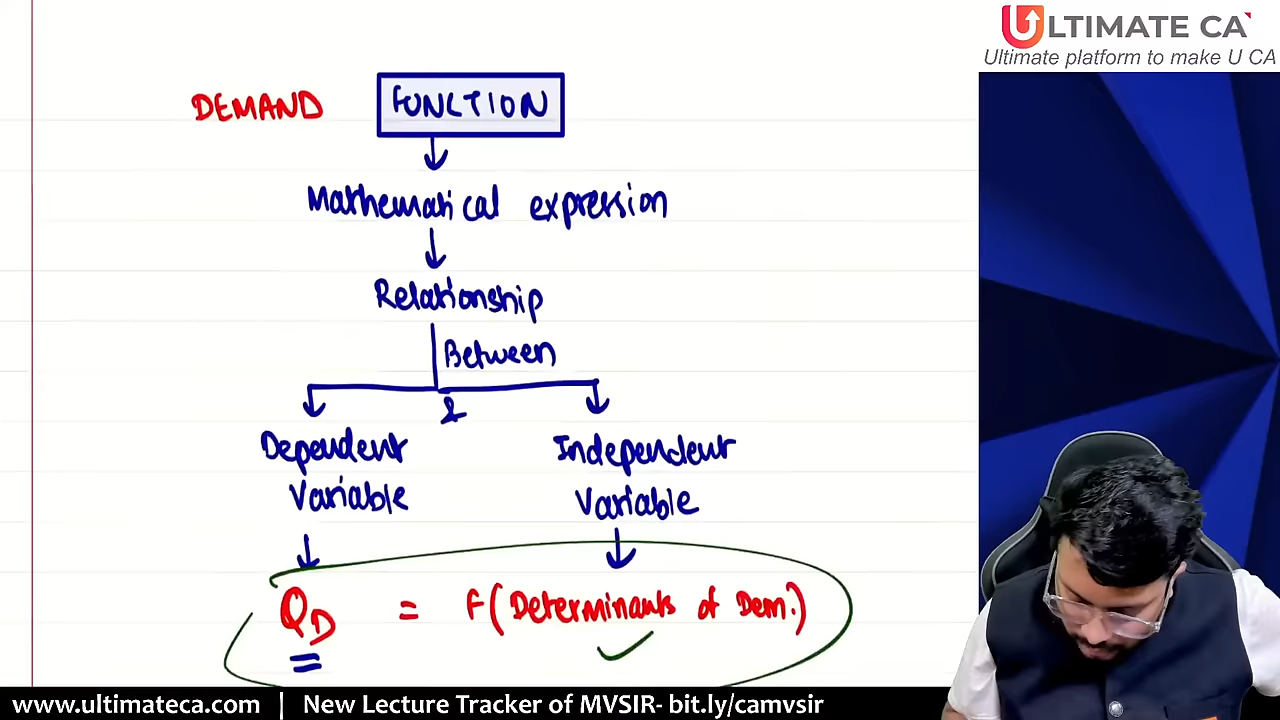 ULTIMATE CA
Ultimate platform to make U CA
DEMAND FUNCTION
Mathematical expression
Relationship
Between
&
Dependent Independent
Variable Variable
QD = F(Determinants of Dem.)
www.ultimateca.com | New Lecture Tracker of MVSIR- bit.ly/camvsir